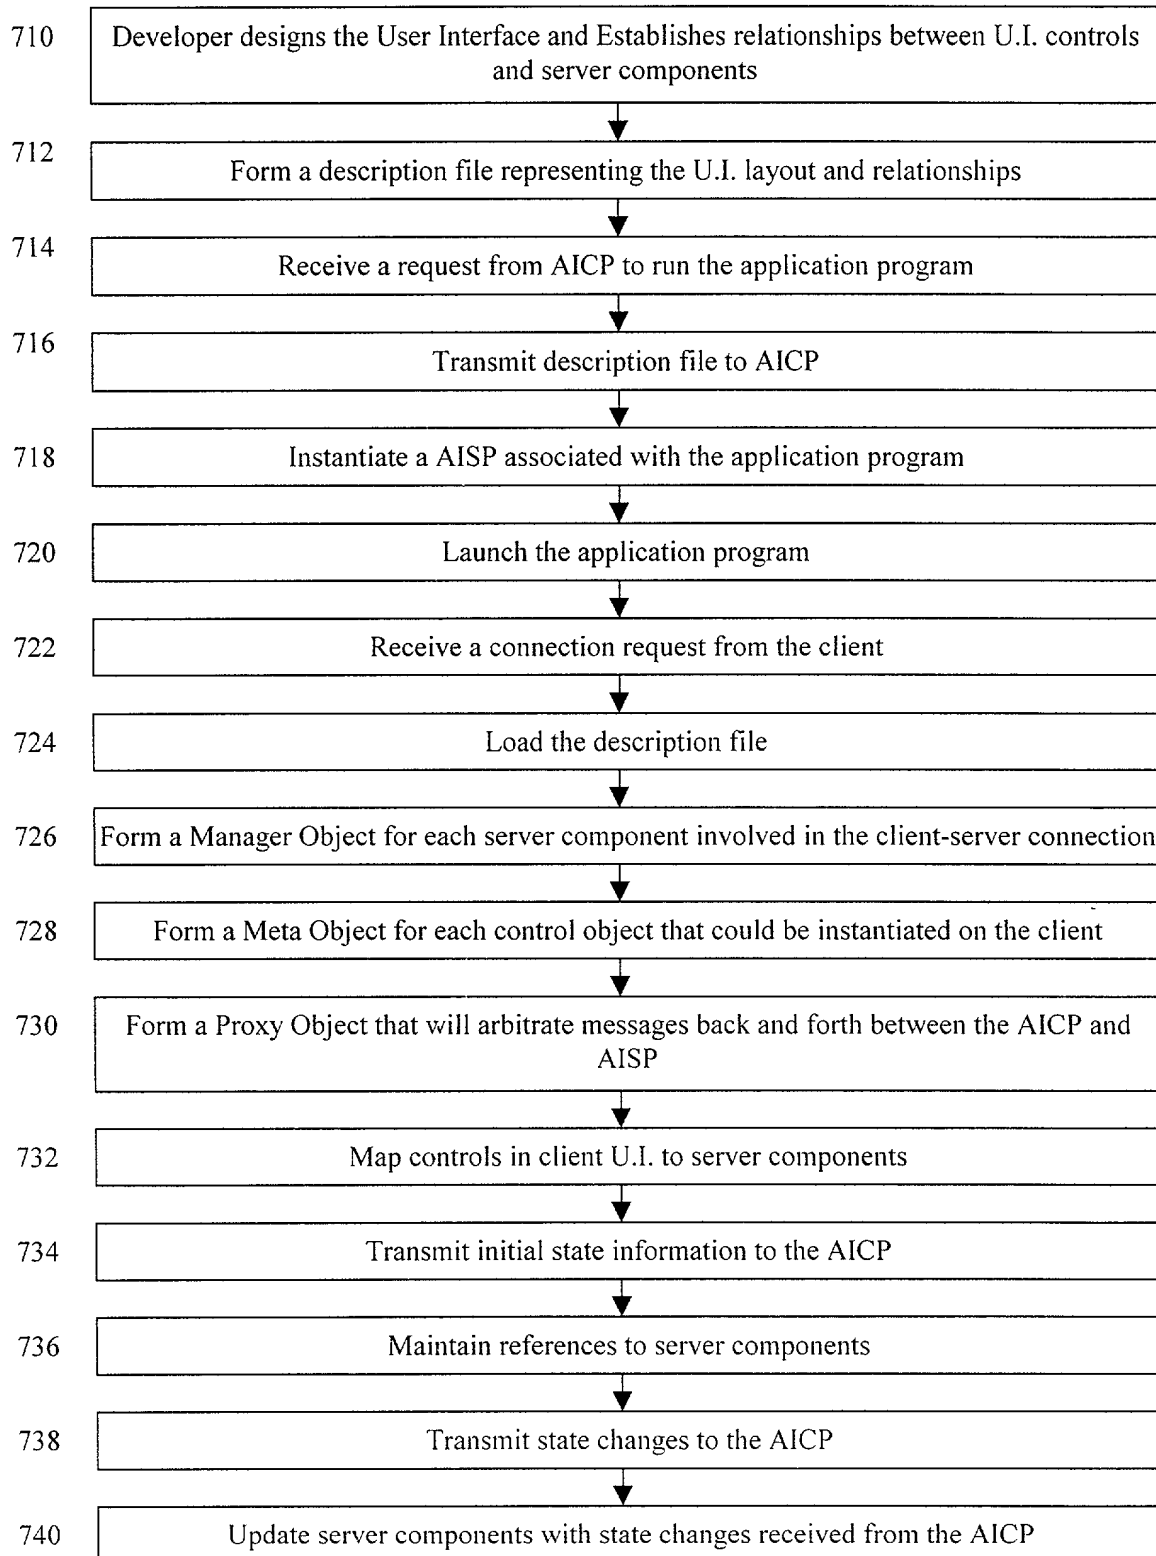 710
Developer designs the User Interface and Establishes relationships between U.I. controls
and server components
712
Form a description file representing the U.I. layout and relationships
714
Receive a request from AICP to run the application program
716
Transmit description file to AICP
718
Instantiate a AISP associated with the application program
720
Launch the application program
722
Receive a connection request from the client
724
Load the description file
726
Form a Manager Object for each server component involved in the client-server connection
728
Form a Meta Object for each control object that could be instantiated on the client
730
Form a Proxy Object that will arbitrate messages back and forth between the AICP and
AISP
732
Map controls in client U.I. to server components
734
Transmit initial state information to the AICP
736
Maintain references to server components
738
Transmit state changes to the AICP
740
Update server components with state changes received from the AICP